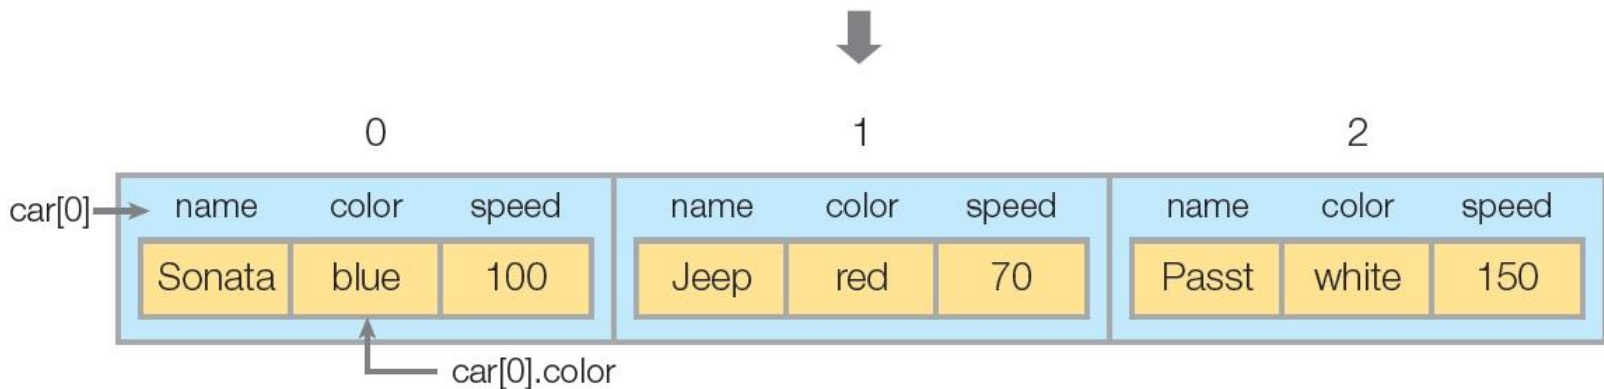 0 1 2
car[0] name color speed name color speed name color speed
Sonata blue 100 Jeep red 70 Passt white 150
car[0].color